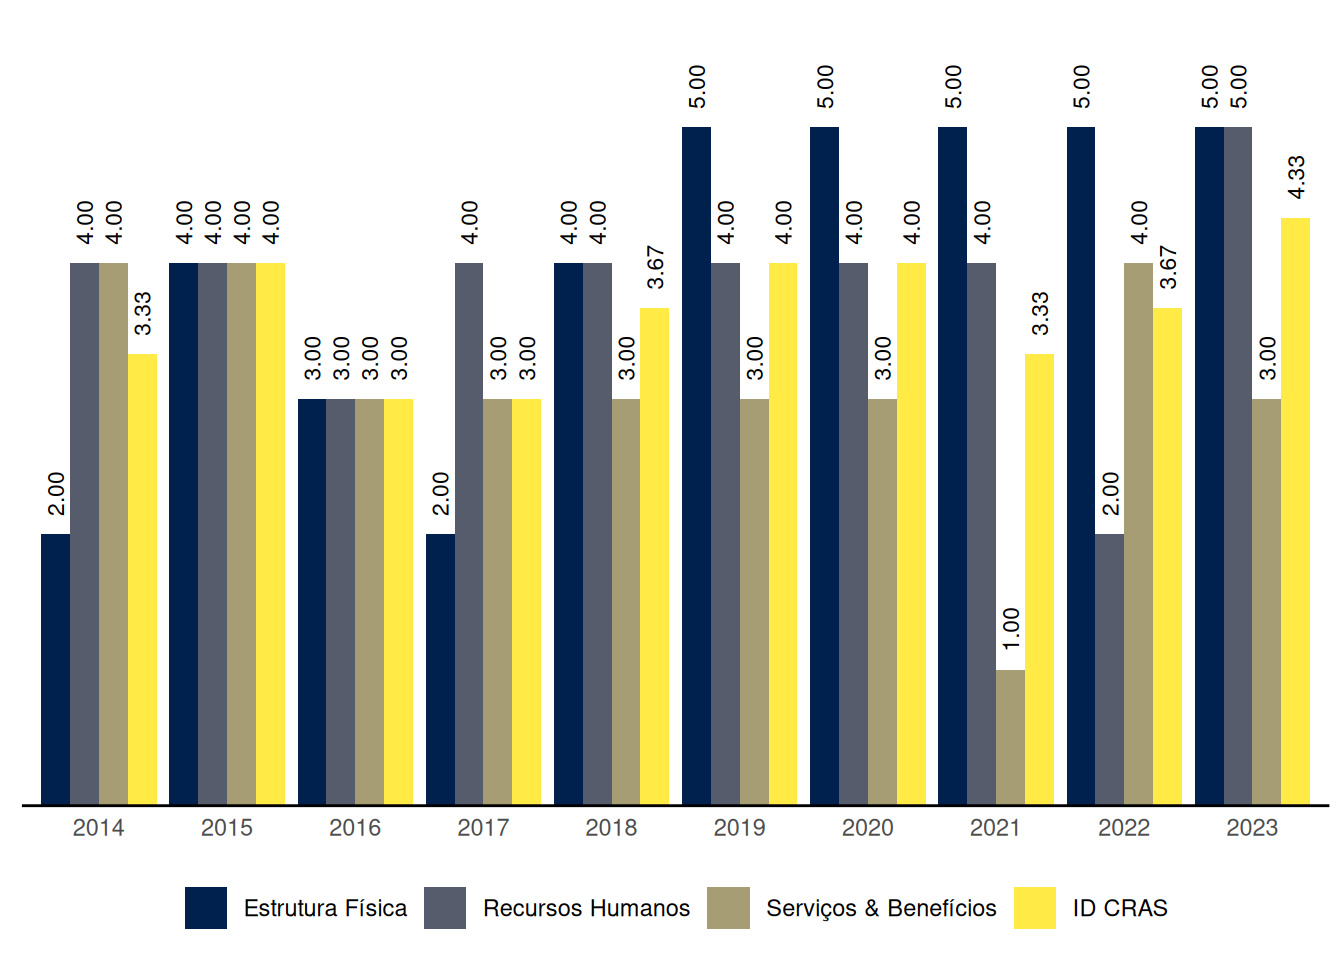 2.00 4.00 4.00 3.33
4.00 4.00 4.00 4.00
3.00 3.00 3.00 3.00
2.00 4.00 3.00 3.00
4.00 4.00 3.00 3.67
5.00 4.00 3.00 4.00
5.00 4.00 3.00 4.00
5.00 4.00 1.00 3.33
5.00 2.00 4.00 3.67
5.00 5.00 3.00 4.33
2014 2015 2016 2017 2018 2019 2020 2021 2022 2023
Estrutura Física Recursos Humanos Serviços & Benefícios ID CRAS